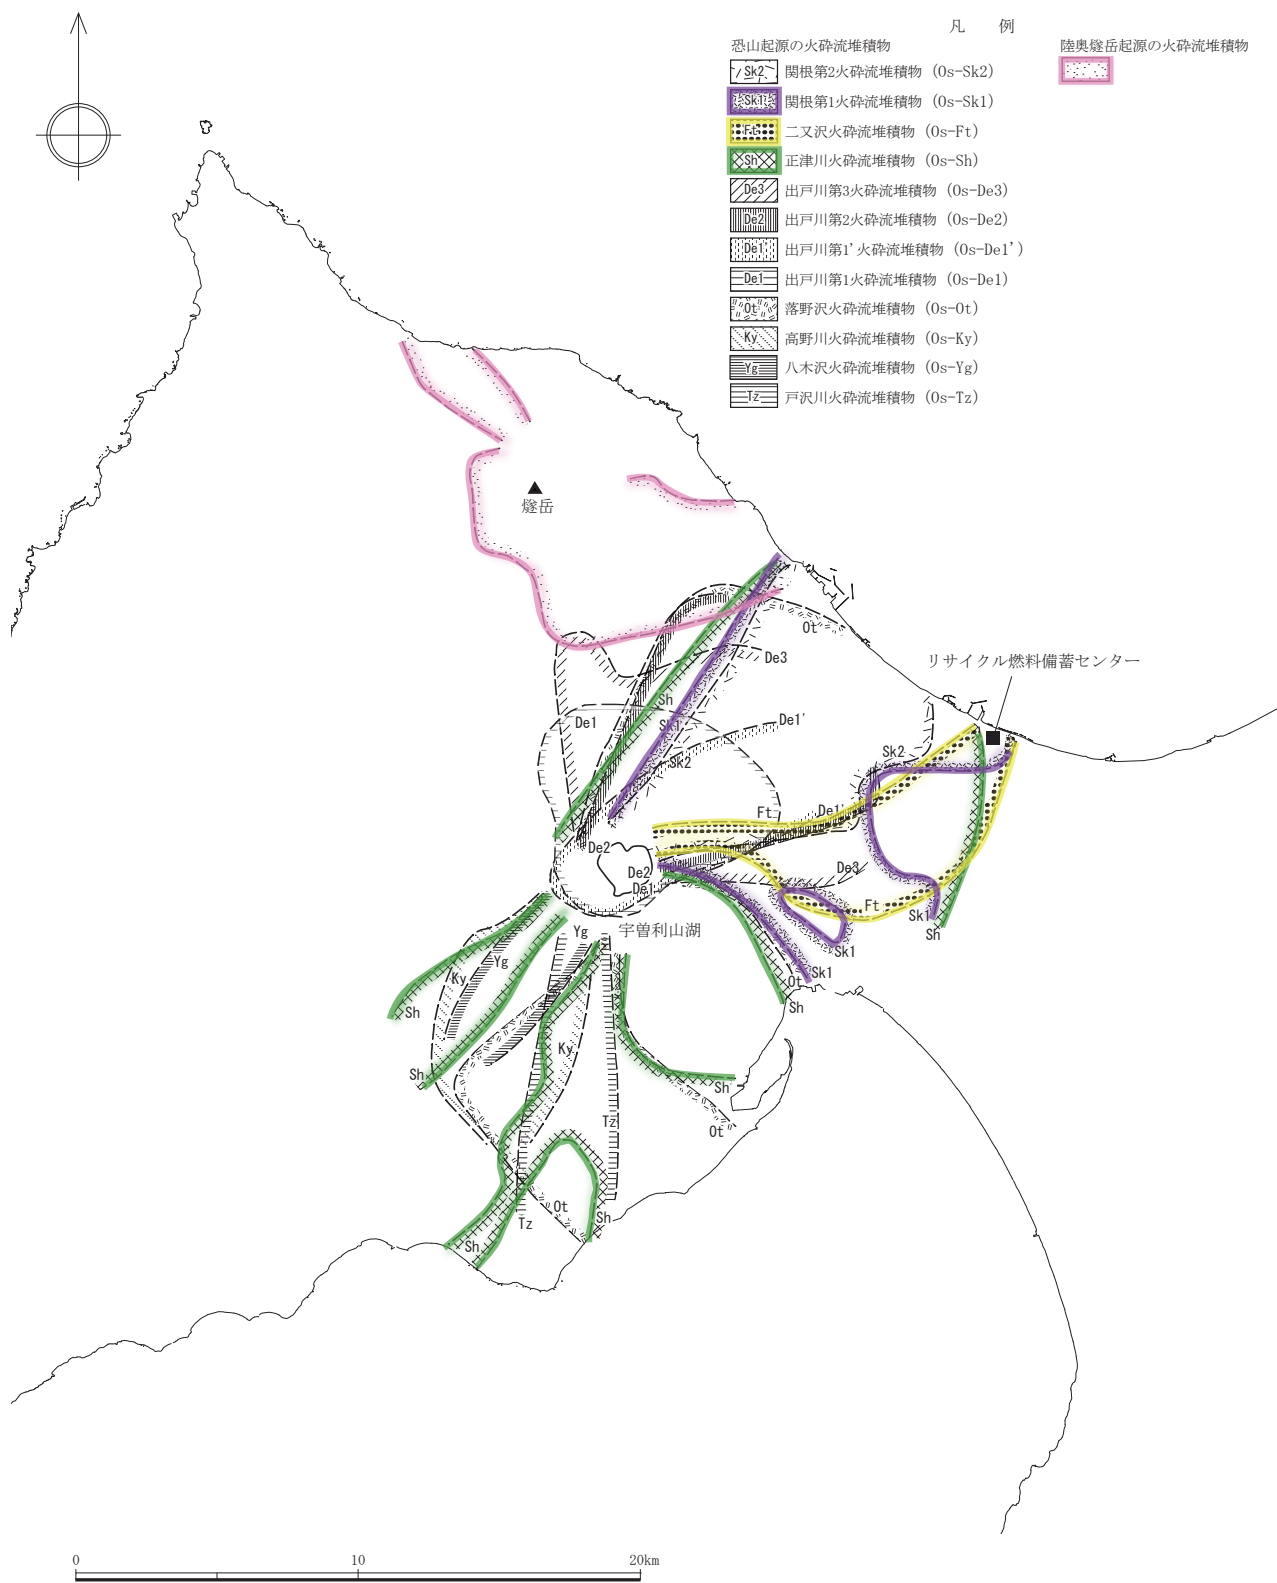 凡 例
恐山起源の火砕流堆積物
Sk2 関根第2火砕流堆積物 (Os-Sk2)
Sk1 関根第1火砕流堆積物 (Os-Sk1)
Ft 二又沢火砕流堆積物 (Os-Ft)
Sh 正津川火砕流堆積物 (Os-Sh)
De3 出戸川第3火砕流堆積物 (Os-De3)
De2 出戸川第2火砕流堆積物 (Os-De2)
De1' 出戸川第1'火砕流堆積物 (Os-De1')
De1 出戸川第1火砕流堆積物 (Os-De1)
Ot 落野沢火砕流堆積物 (Os-Ot)
Ky 高野川火砕流堆積物 (Os-Ky)
Yg 八木沢火砕流堆積物 (Os-Yg)
Tz 戸沢川火砕流堆積物 (Os-Tz)
陸奥燧岳起源の火砕流堆積物
燧岳
Ot
De3
リサイクル燃料備蓄センター
Sh
De1
Sk1
De1'
Sk2
Sk2
Ft
De1'
De2
De2
De1
De3
Ft
Sk1
Sh
Sk1
Sk1
Ot
Sh
宇曽利山湖
Yg
Yg
Ky
Sh
Sh
Ky
Sh
Ot
Tz
Ot
Tz
Sh
Sh
0 10 20km